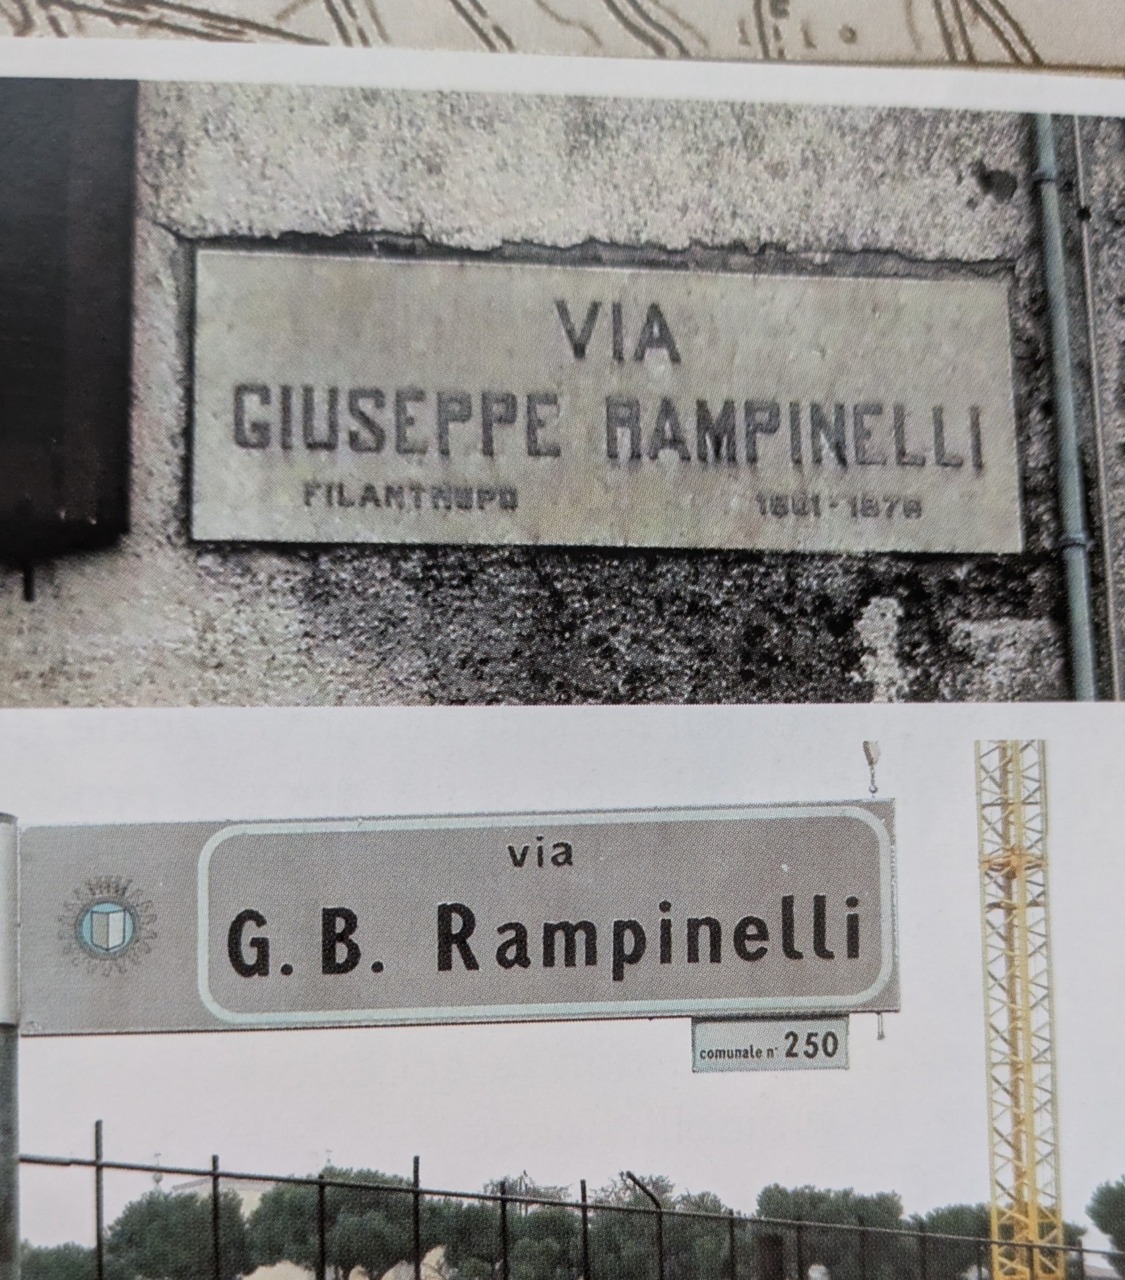 VIA
GIUSEPPE RAMPINELLI
FILANTROPO
via
G. B. Rampinelli
comunale n° 250